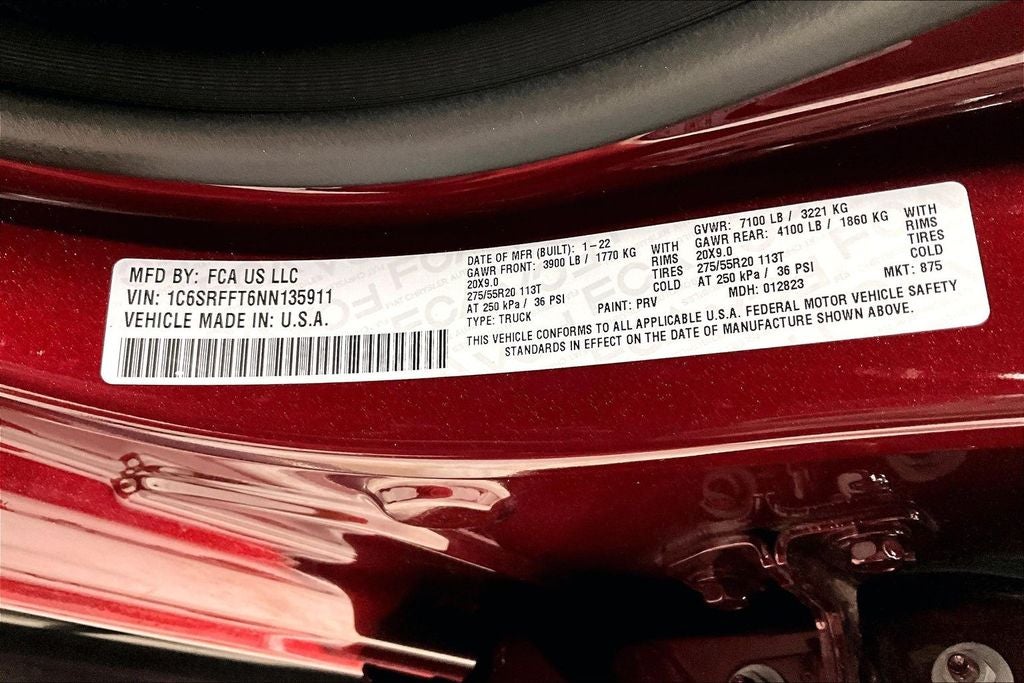 MFD BY: FCA US LLC
VIN: 1C6SRFFT6NN135911
VEHICLE MADE IN: U.S.A.
DATE OF MFR (BUILT): 1-22
GAWR FRONT: 3900 LB / 1770 KG WITH
20X9.0 RIMS
275/55R20 113T TIRES
AT 250 kPa / 36 PSI COLD
TYPE: TRUCK PAINT: PRV
GVWR: 7100 LB / 3221 KG
GAWR REAR: 4100 LB / 1860 KG WITH
20X9.0 RIMS
275/55R20 113T TIRES
AT 250 kPa / 36 PSI COLD
MDH: 012823 MKT: 875
THIS VEHICLE CONFORMS TO ALL APPLICABLE U.S.A. FEDERAL MOTOR VEHICLE SAFETY
STANDARDS IN EFFECT ON THE DATE OF MANUFACTURE SHOWN ABOVE.